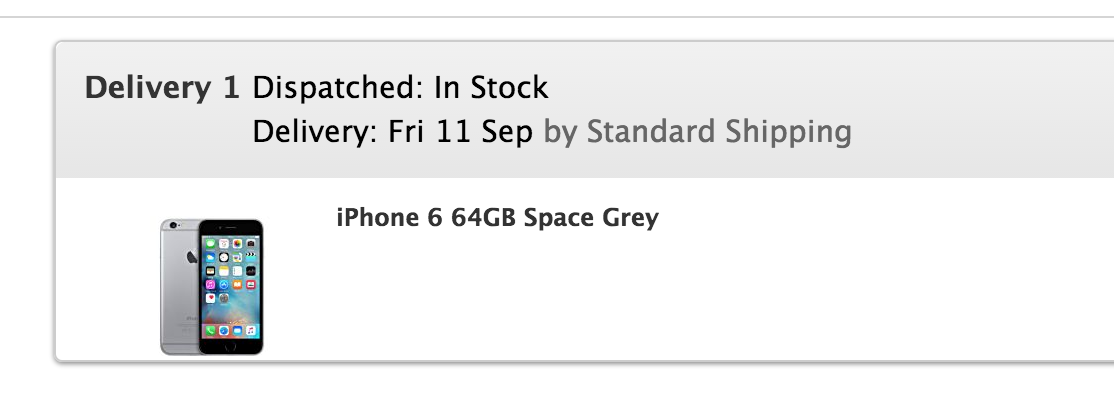 Delivery 1 Dispatched: In Stock
Delivery: Fri 11 Sep by Standard Shipping
iPhone 6 64GB Space Grey